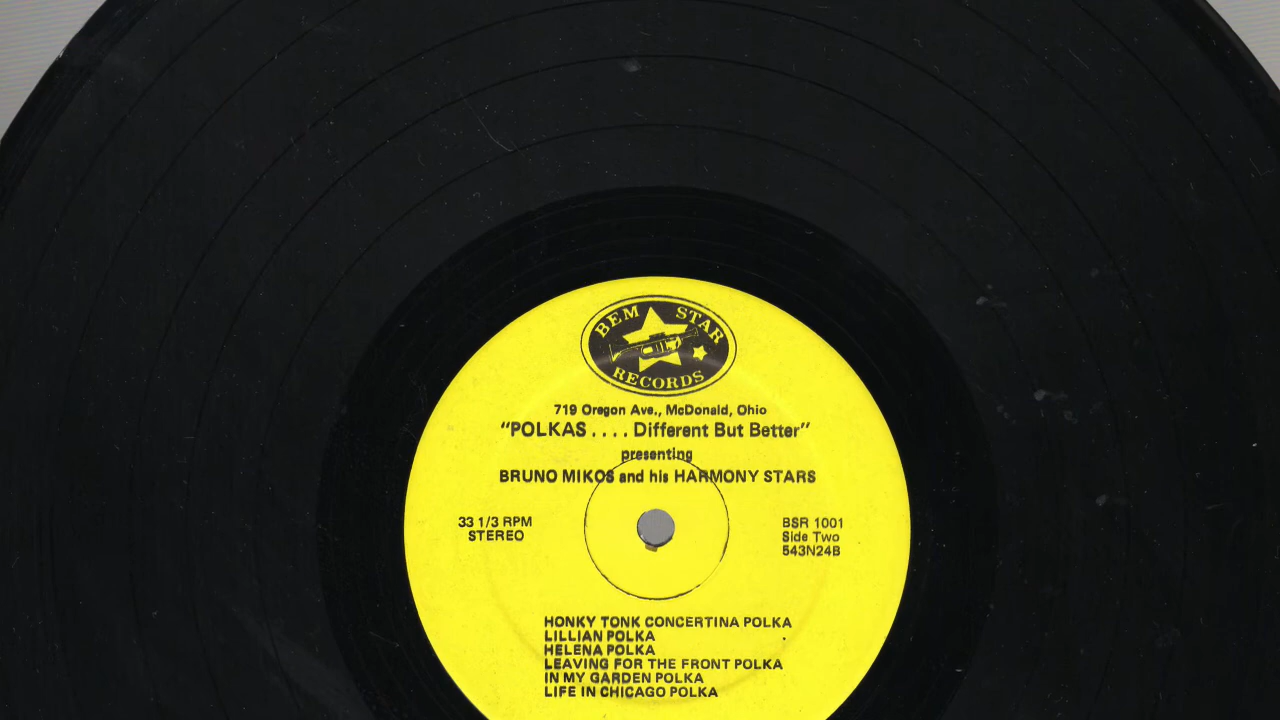 BEM STAR
RECORDS
719 Oregon Ave., McDonald, Ohio
"POLKAS . . . . Different But Better"
presenting
BRUNO MIKOS and his HARMONY STARS
33 1/3 RPM
STEREO
BSR 1001
Side Two
543N24B
HONKY TONK CONCERTINA POLKA
LILLIAN POLKA
HELENA POLKA
LEAVING FOR THE FRONT POLKA
IN MY GARDEN POLKA
LIFE IN CHICAGO POLKA